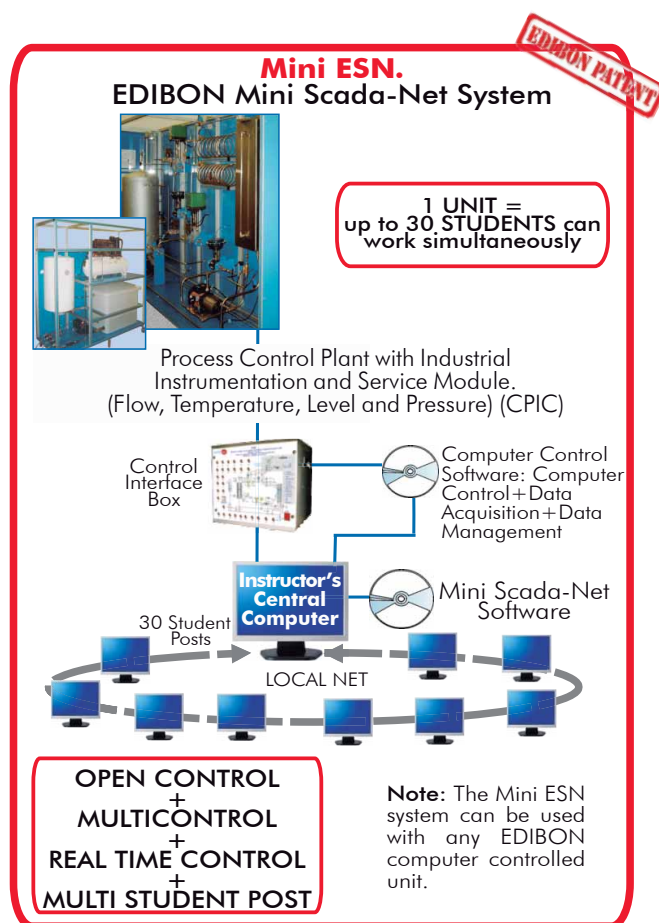 EDIBON PATENT
Mini ESN.
EDIBON Mini Scada-Net System
1 UNIT =
up to 30 STUDENTS can
work simultaneously
Process Control Plant with Industrial
Instrumentation and Service Module.
(Flow, Temperature, Level and Pressure) (CPIC)
Control
Interface
Box
Computer Control
Software: Computer
Control+Data
Acquisition+Data
Management
Instructor's
Central
Computer
Mini Scada-Net
Software
30 Student
Posts
LOCAL NET
OPEN CONTROL
+
MULTICONTROL
+
REAL TIME CONTROL
+
MULTI STUDENT POST
Note: The Mini ESN
system can be used
with any EDIBON
computer controlled
unit.